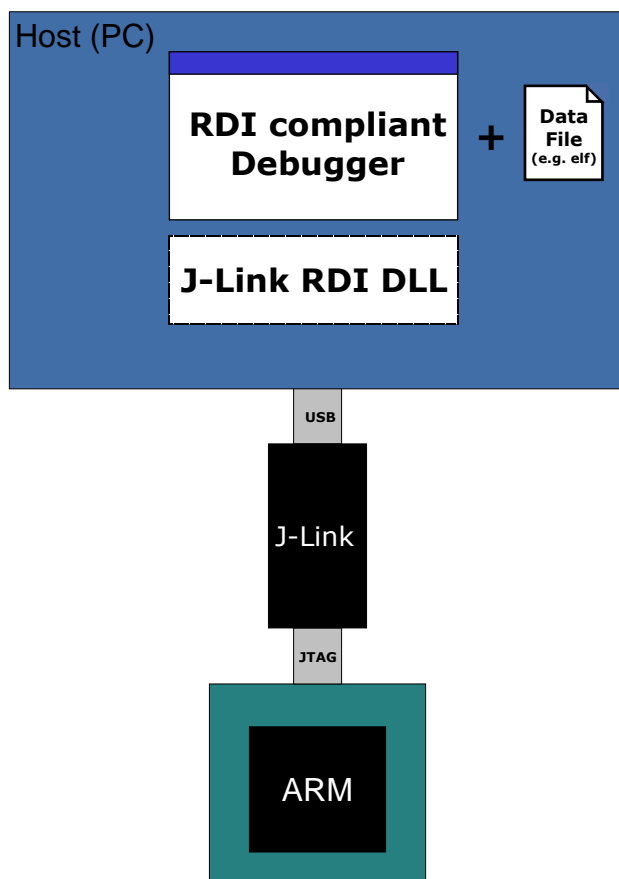 Host (PC)
RDI compliant
Debugger
+
Data
File
(e.g. elf)
J-Link RDI DLL
USB
J-Link
JTAG
ARM